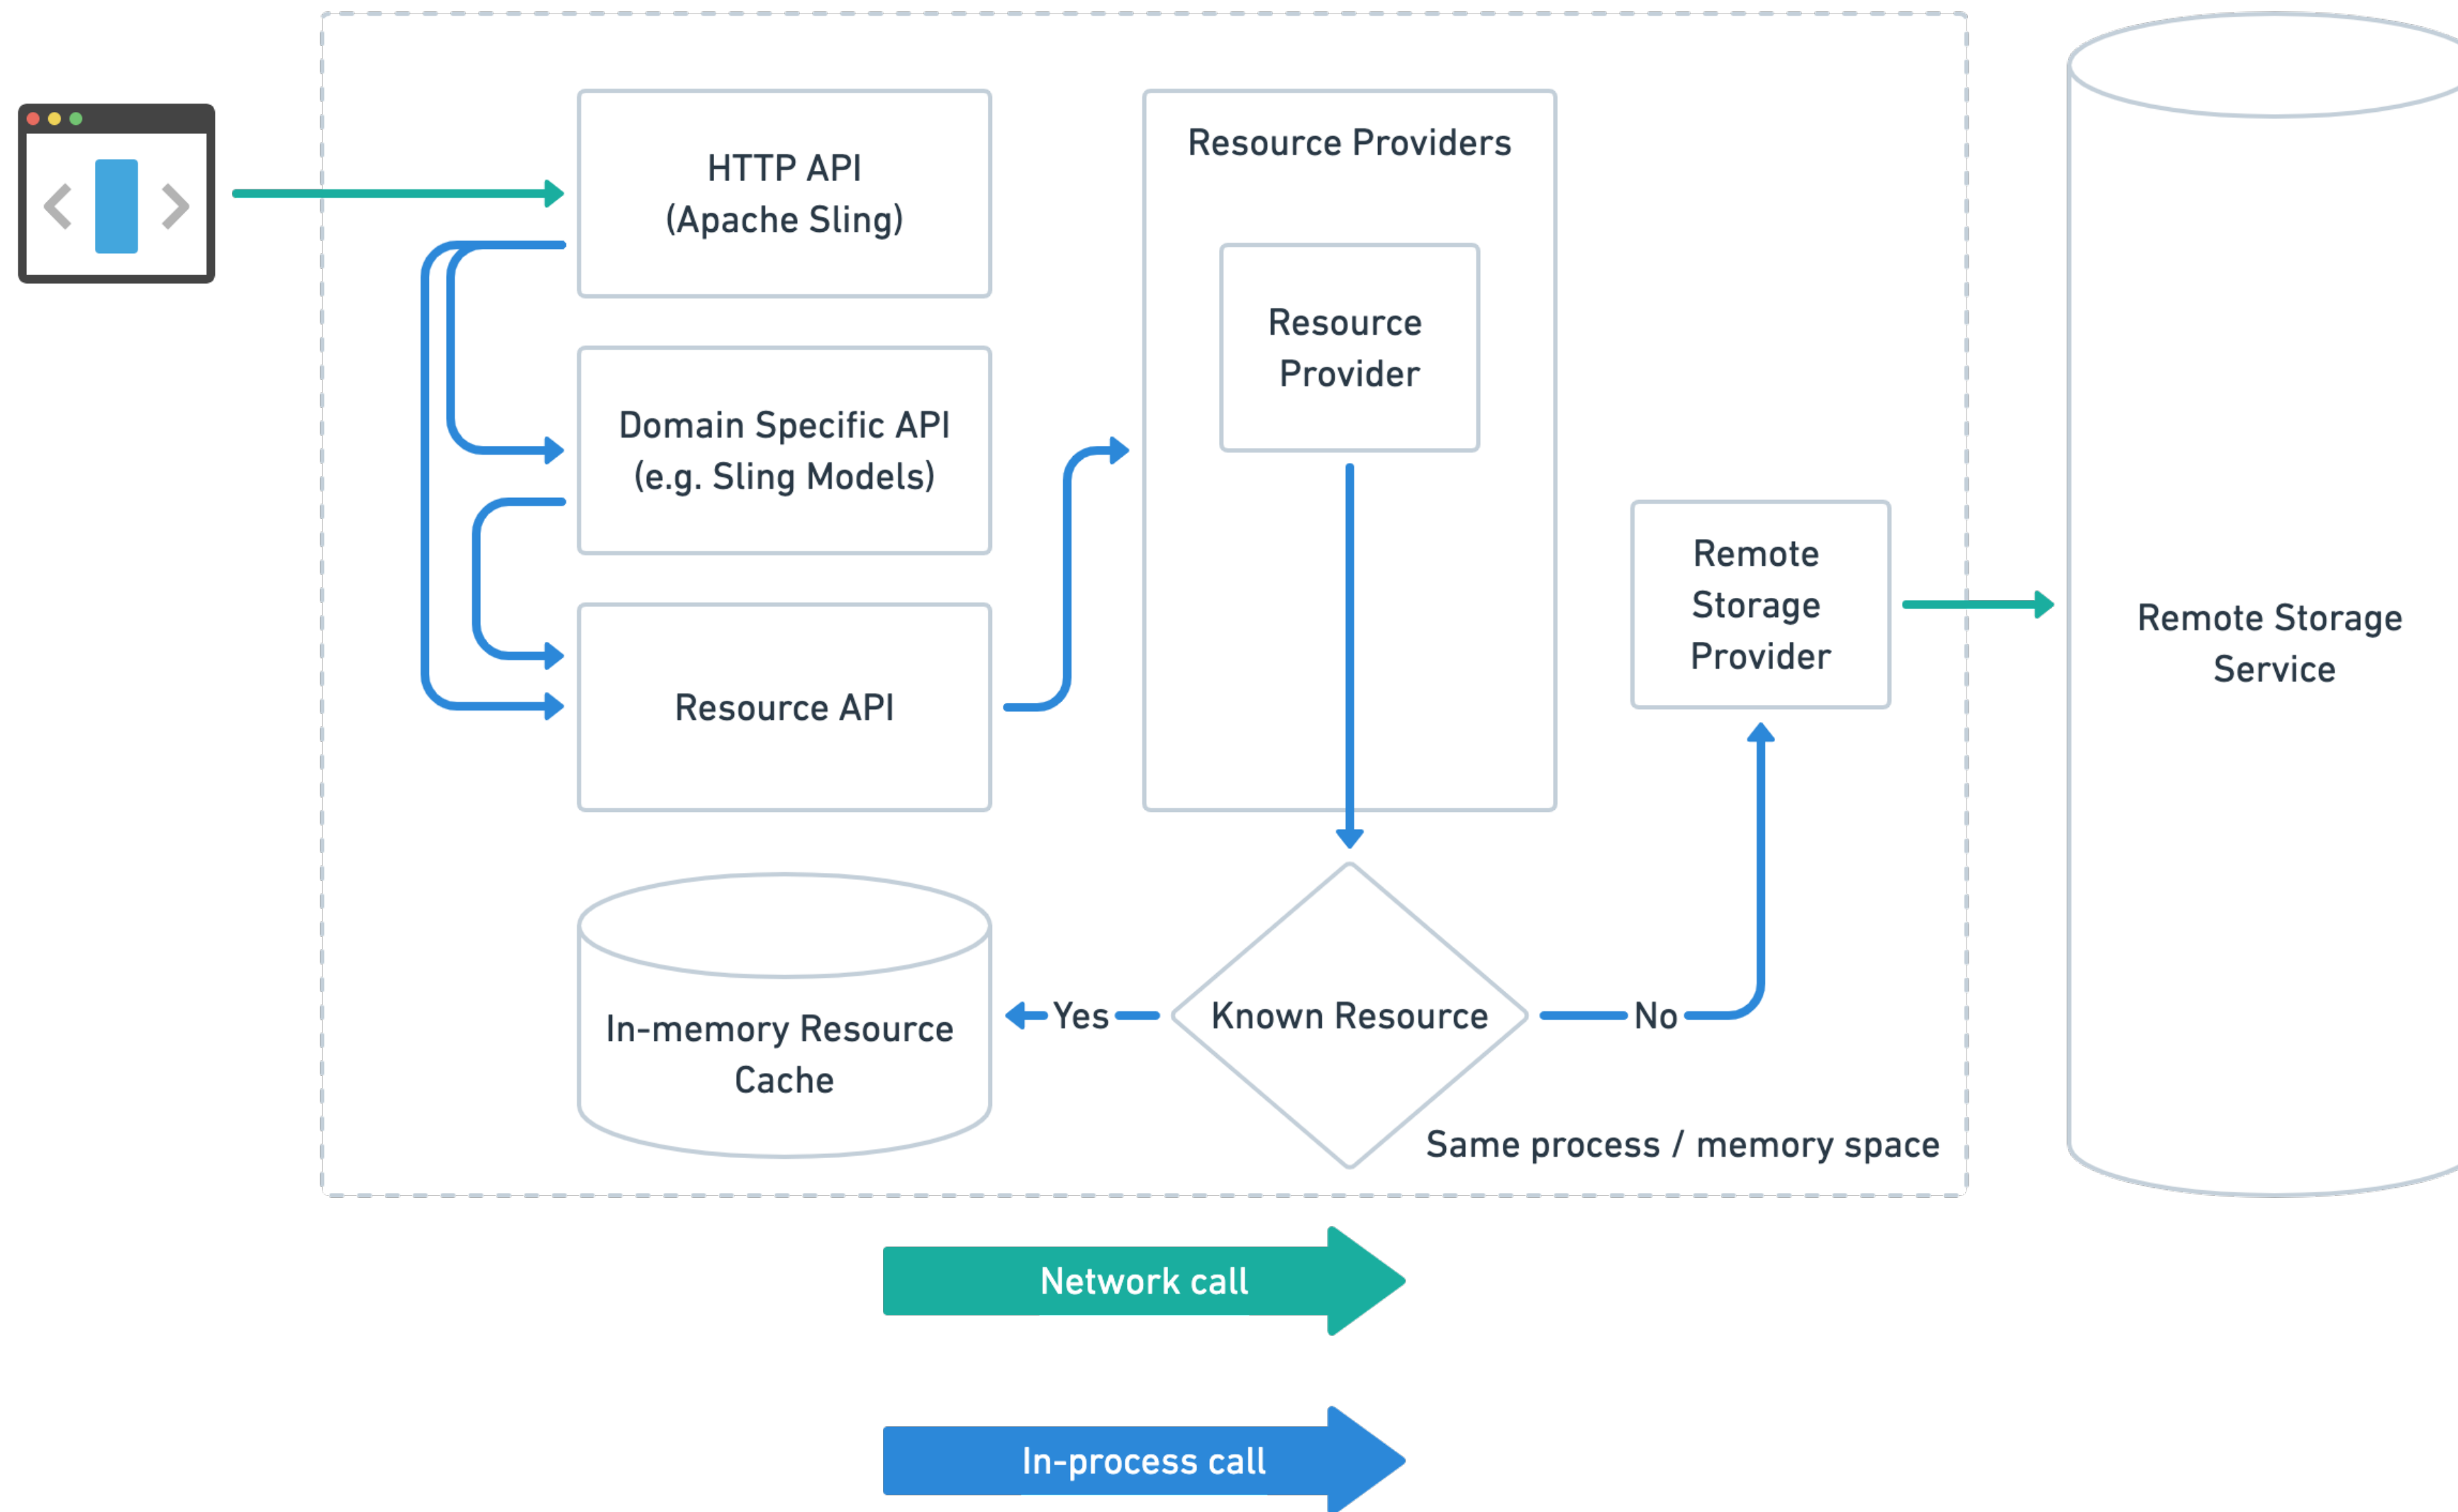 HTTP API
(Apache Sling)
Domain Specific API
(e.g. Sling Models)
Resource API
Resource Providers
Resource
Provider
Remote
Storage
Provider
Remote Storage
Service
In-memory Resource
Cache
Yes
Known Resource
No
Same process / memory space
Network call
In-process call